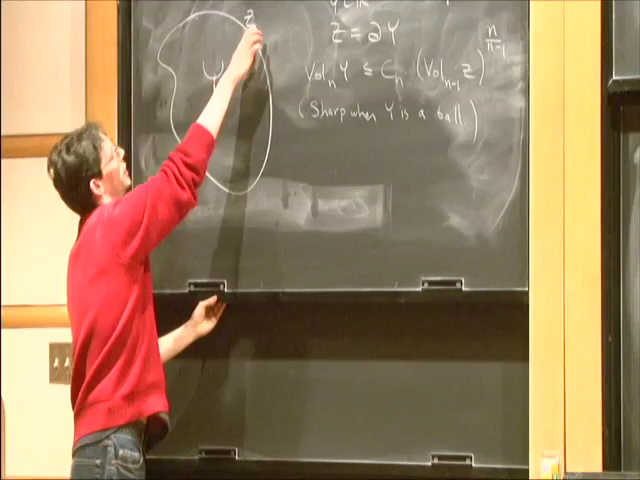 Z
Y
Z = ∂Y
Vol_n Y ≤ C_n (Vol_{n-1} Z)^{n/(n-1)}
(Sharp when Y is a ball.)